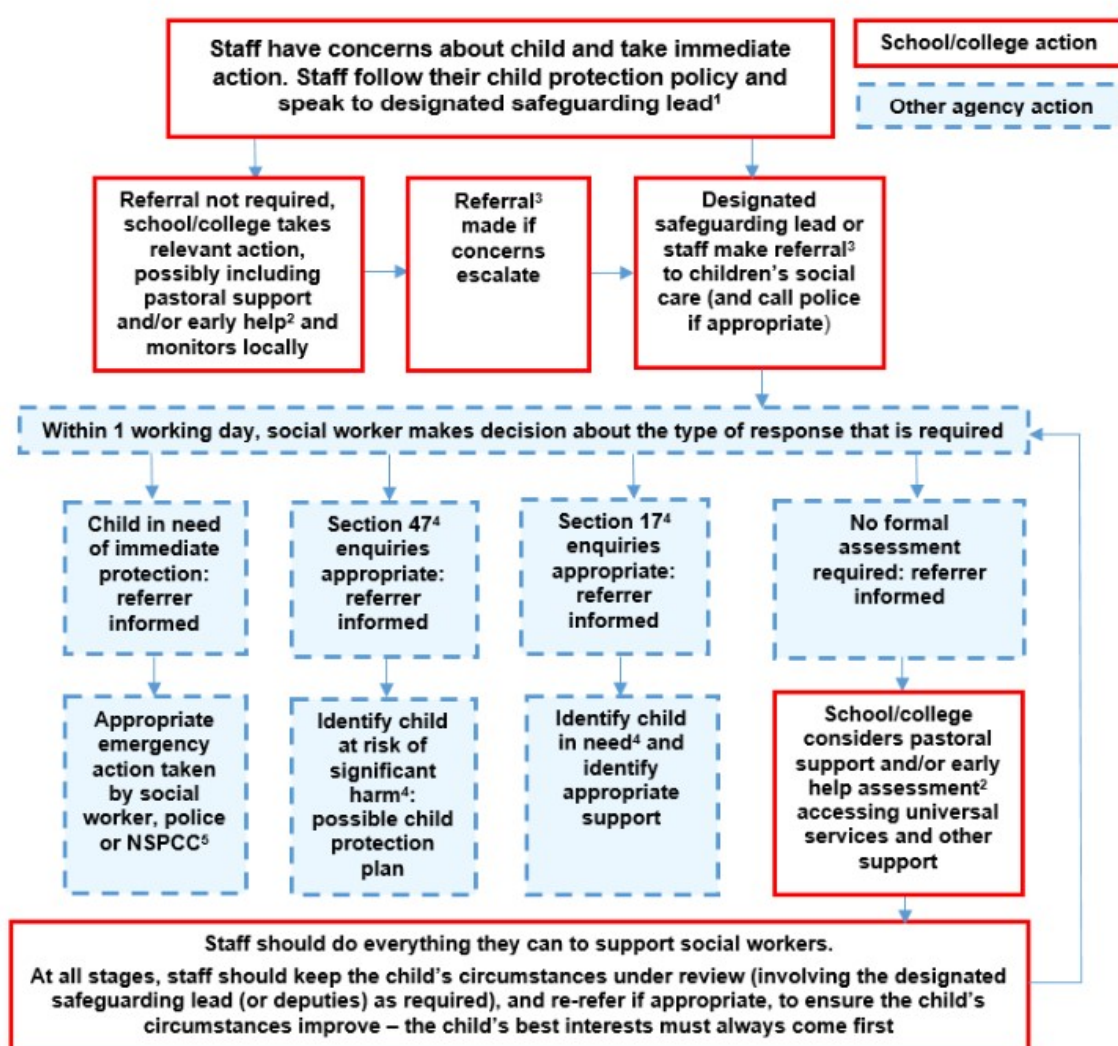 Staff have concerns about child and take immediate
action. Staff follow their child protection policy and
speak to designated safeguarding lead¹
School/college action
Other agency action
Referral not required,
school/college takes
relevant action,
possibly including
pastoral support
and/or early help² and
monitors locally
Referral³
made if
concerns
escalate
Designated
safeguarding lead or
staff make referral³
to children's social
care (and call police
if appropriate)
Within 1 working day, social worker makes decision about the type of response that is required
Child in need
of immediate
protection:
referrer
informed
Section 47⁴
enquiries
appropriate:
referrer
informed
Section 17⁴
enquiries
appropriate:
referrer
informed
No formal
assessment
required: referrer
informed
Appropriate
emergency
action taken
by social
worker, police
or NSPCC⁵
Identify child
at risk of
significant
harm⁴:
possible child
protection
plan
Identify child
in need⁴ and
identify
appropriate
support
School/college
considers pastoral
support and/or early
help assessment²
accessing universal
services and other
support
Staff should do everything they can to support social workers.
At all stages, staff should keep the child's circumstances under review (involving the designated
safeguarding lead (or deputies) as required), and re-refer if appropriate, to ensure the child's
circumstances improve – the child's best interests must always come first